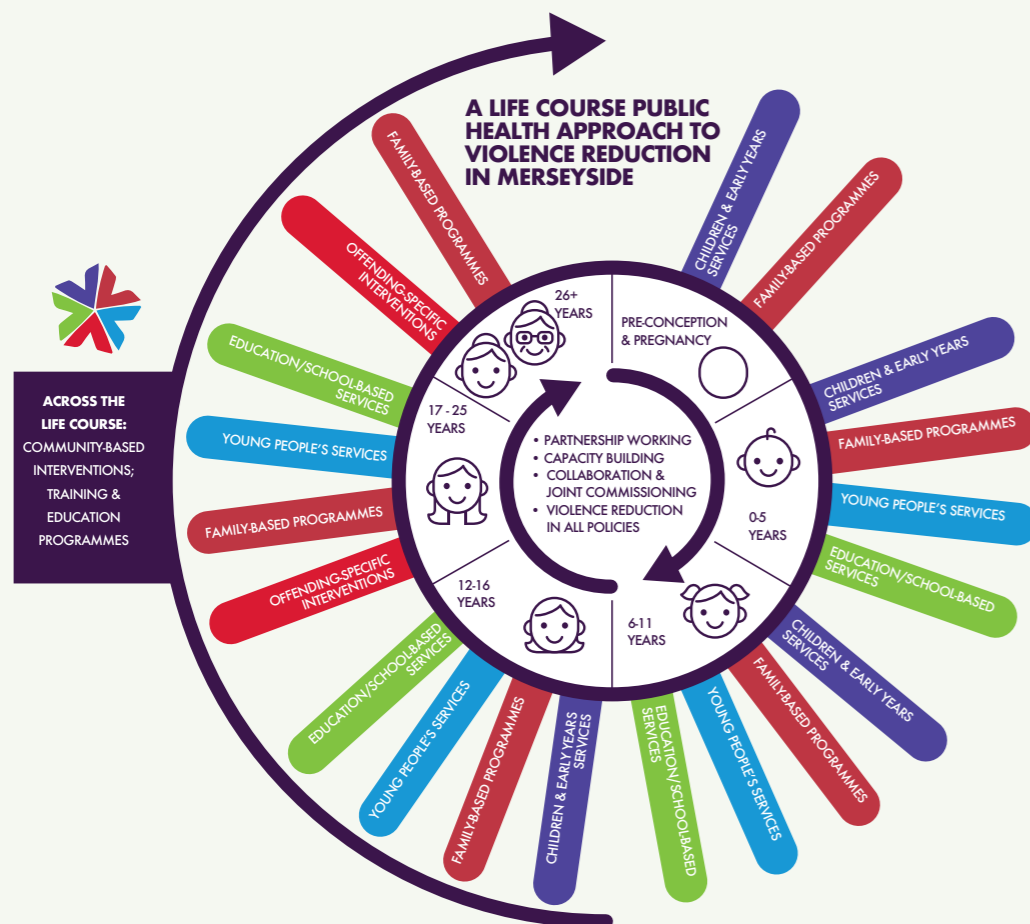 A LIFE COURSE PUBLIC
HEALTH APPROACH TO
VIOLENCE REDUCTION
IN MERSEYSIDE
ACROSS THE
LIFE COURSE:
COMMUNITY-BASED
INTERVENTIONS;
TRAINING &
EDUCATION
PROGRAMMES
• PARTNERSHIP WORKING
• CAPACITY BUILDING
• COLLABORATION &
JOINT COMMISSIONING
• VIOLENCE REDUCTION
IN ALL POLICIES
PRE-CONCEPTION
& PREGNANCY
CHILDREN & EARLY YEARS
SERVICES
FAMILY-BASED PROGRAMMES
0-5
YEARS
CHILDREN & EARLY YEARS
SERVICES
FAMILY-BASED PROGRAMMES
YOUNG PEOPLE'S SERVICES
EDUCATION/SCHOOL-BASED
SERVICES
6-11
YEARS
CHILDREN & EARLY YEARS
SERVICES
FAMILY-BASED PROGRAMMES
YOUNG PEOPLE'S SERVICES
EDUCATION/SCHOOL-BASED
SERVICES
12-16
YEARS
CHILDREN & EARLY YEARS
SERVICES
FAMILY-BASED PROGRAMMES
YOUNG PEOPLE'S SERVICES
EDUCATION/SCHOOL-BASED
SERVICES
OFFENDING-SPECIFIC
INTERVENTIONS
17 - 25
YEARS
FAMILY-BASED PROGRAMMES
YOUNG PEOPLE'S SERVICES
EDUCATION/SCHOOL-BASED
SERVICES
26+
YEARS
OFFENDING-SPECIFIC
INTERVENTIONS
FAMILY-BASED PROGRAMMES